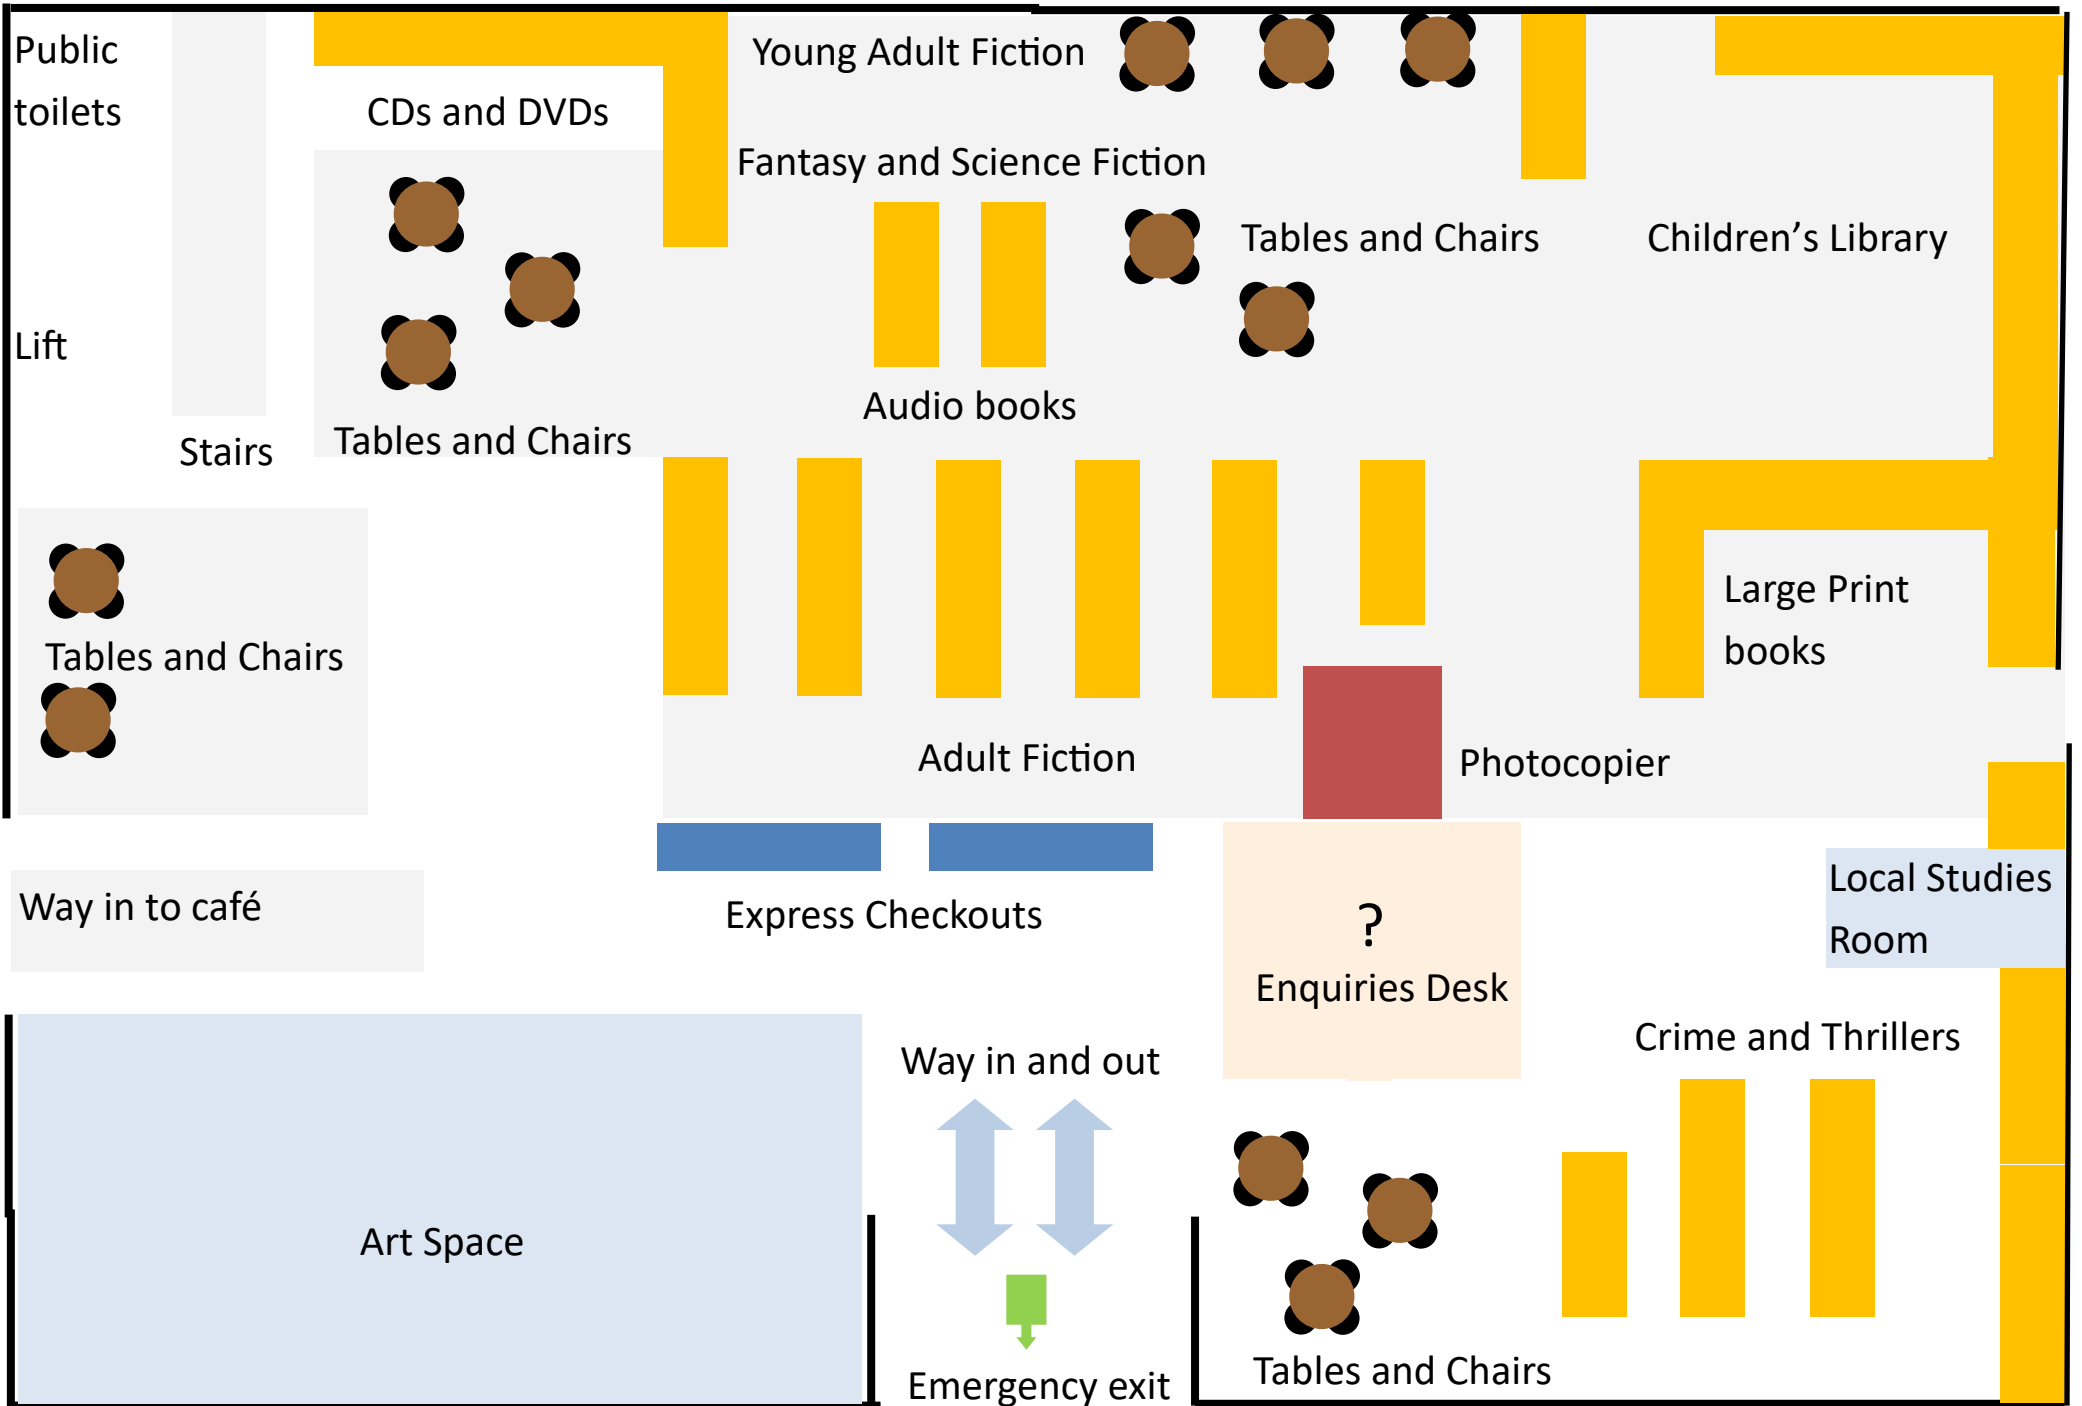 Public
toilets
CDs and DVDs
Young Adult Fiction
Fantasy and Science Fiction
Tables and Chairs
Children’s Library
Lift
Audio books
Stairs
Tables and Chairs
Large Print
books
Tables and Chairs
Adult Fiction
Photocopier
Way in to café
Express Checkouts
?
Enquiries Desk
Local Studies
Room
Crime and Thrillers
Way in and out
Art Space
Emergency exit
Tables and Chairs